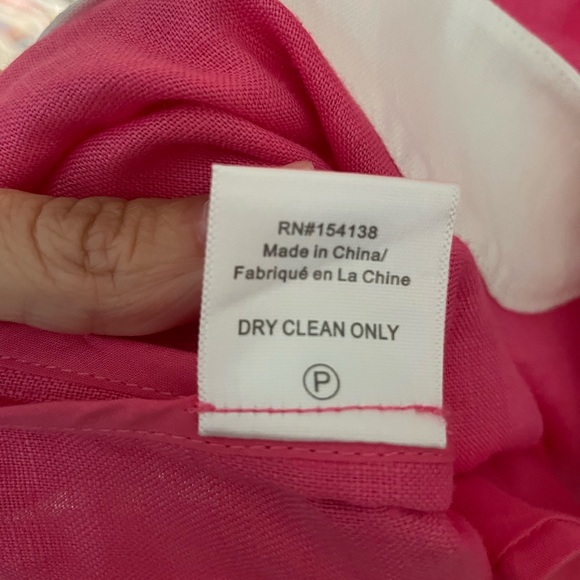 RN#154138
Made in China/
Fabriqué en La Chine
DRY CLEAN ONLY
P